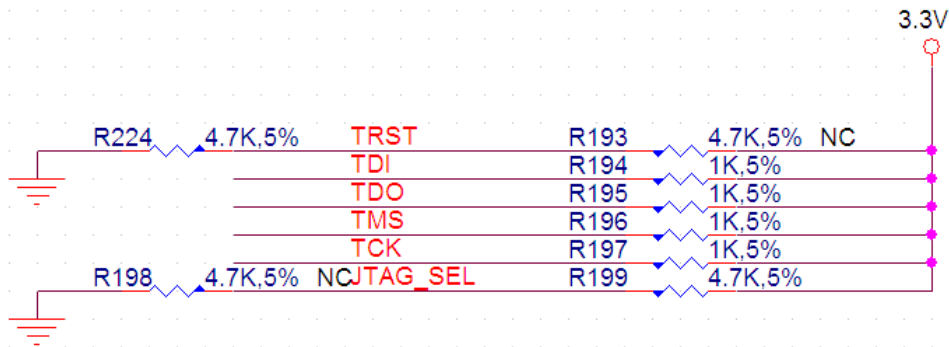 3.3V
R224 4.7K,5% TRST R193 4.7K,5% NC
TDI R194 1K,5%
TDO R195 1K,5%
TMS R196 1K,5%
TCK R197 1K,5%
R198 4.7K,5% NC JTAG_SEL R199 4.7K,5%